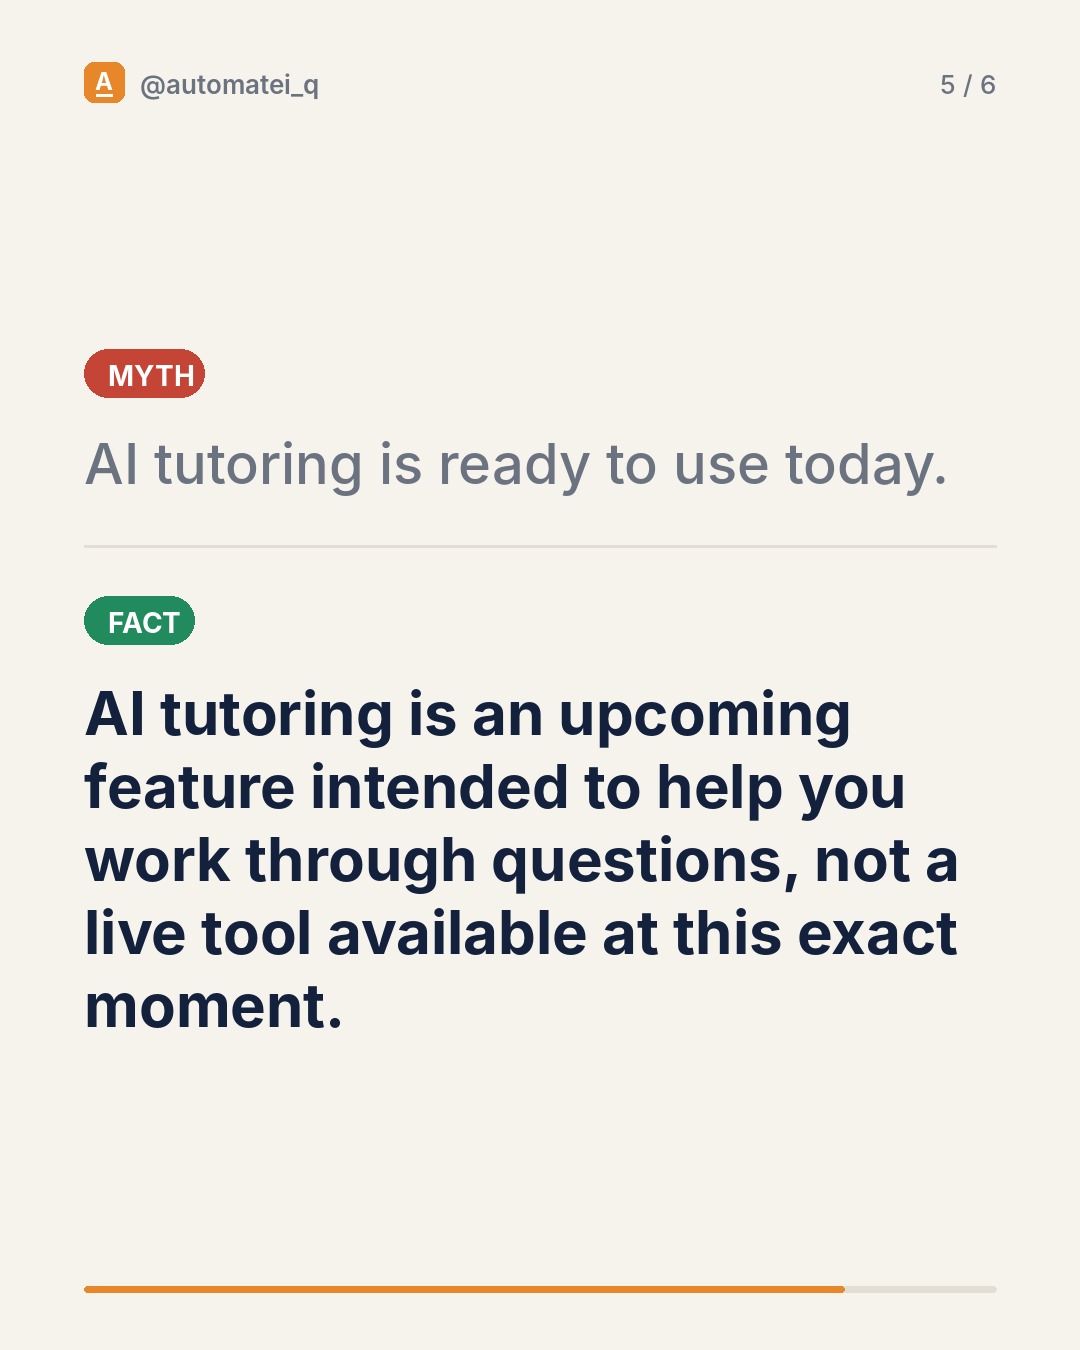 A @automatei_q
5 / 6
MYTH
AI tutoring is ready to use today.
FACT
AI tutoring is an upcoming
feature intended to help you
work through questions, not a
live tool available at this exact
moment.